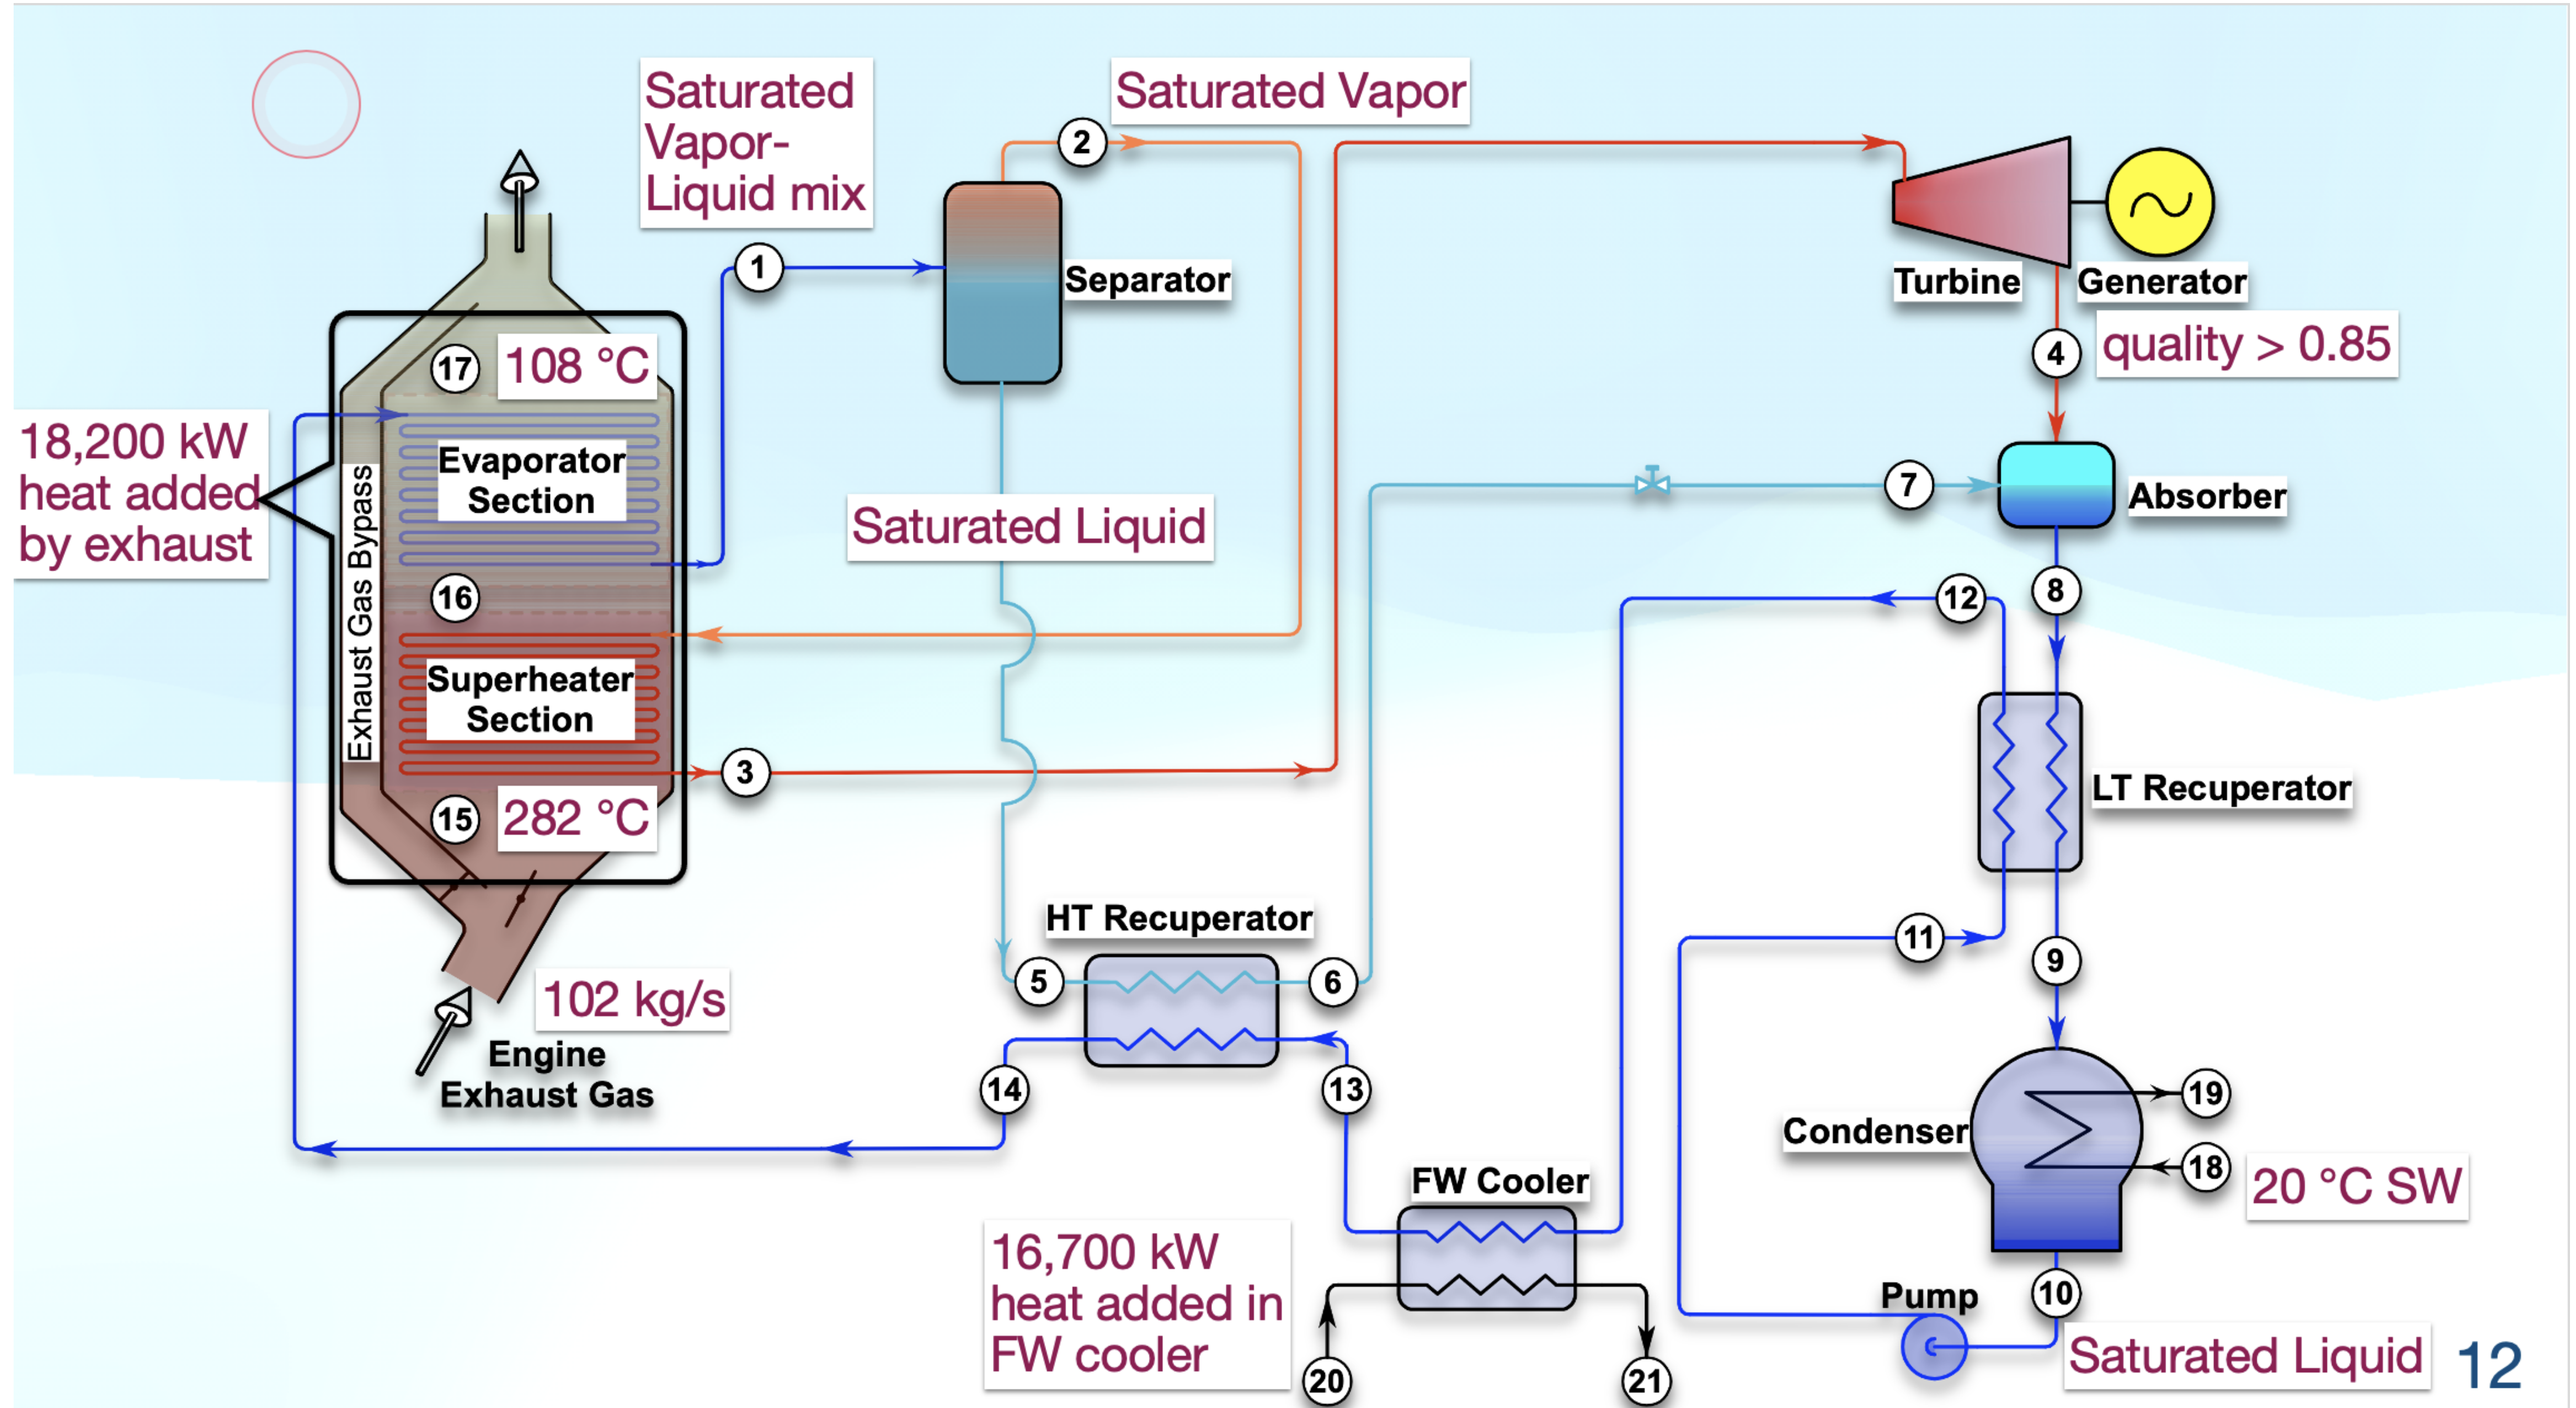 Saturated
Vapor-
Liquid mix
Saturated Vapor
2
1
Separator
Turbine
Generator
quality > 0.85
4
17
108 °C
18,200 kW
heat added
by exhaust
Evaporator
Section
Exhaust Gas Bypass
Saturated Liquid
7
Absorber
16
12
8
Superheater
Section
3
15
282 °C
LT Recuperator
HT Recuperator
11
9
5
6
102 kg/s
Engine
Exhaust Gas
14
13
19
Condenser
18
20 °C SW
FW Cooler
16,700 kW
heat added in
FW cooler
20
21
Pump
10
Saturated Liquid
12